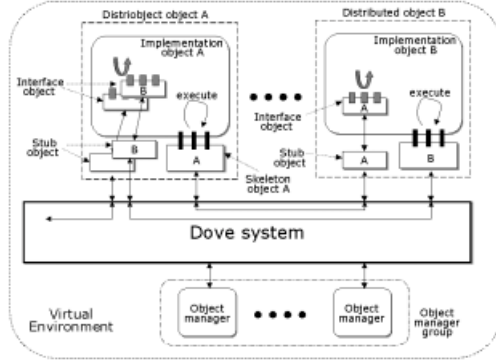 Distriobject object A
Distributed object B
Implementation
object A
Implementation
object B
Interface
object
B
execute
A
execute
Interface
object
Stub
object
B
A
Stub
object
A
B
Skeleton
object A
Dove system
Virtual
Environment
Object
manager
Object
manager
Object
manager
group